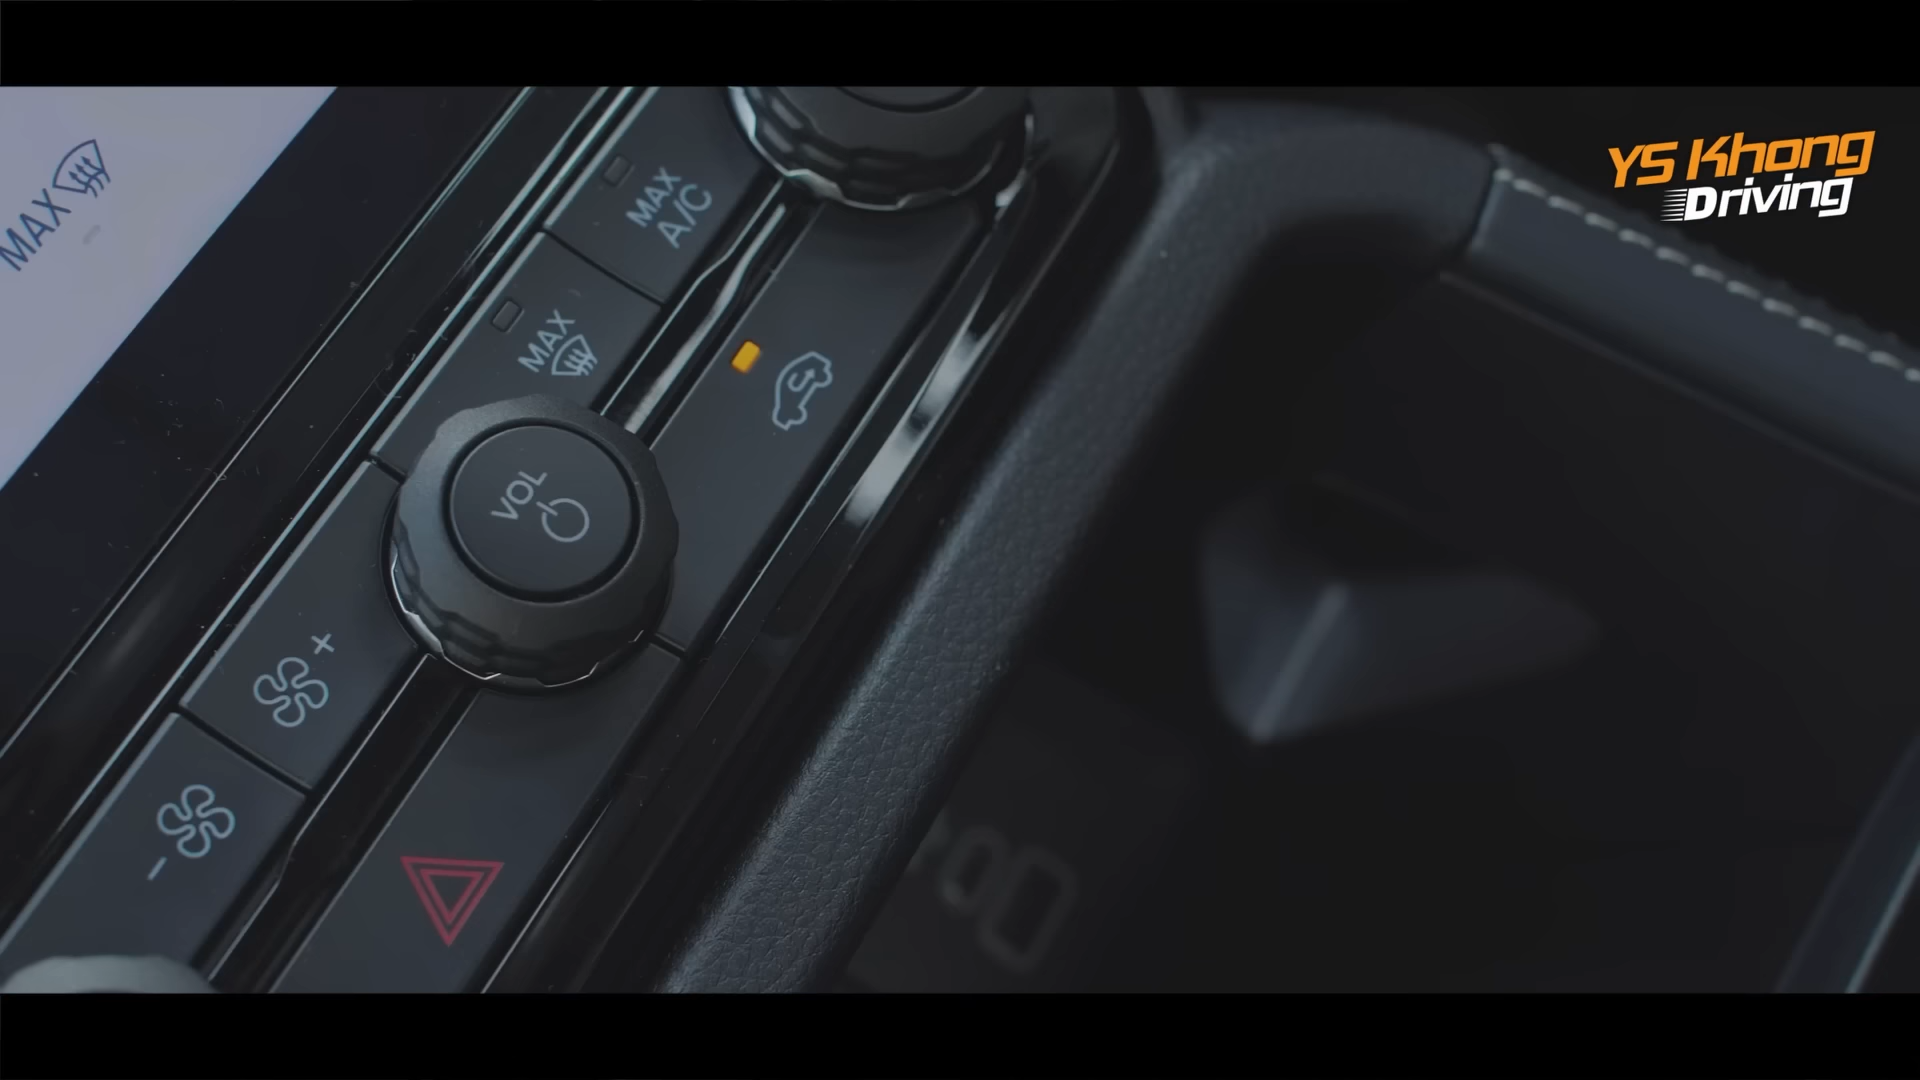 YS Khong
Driving
MAX
MAX
A/C
MAX
VOL
+
-